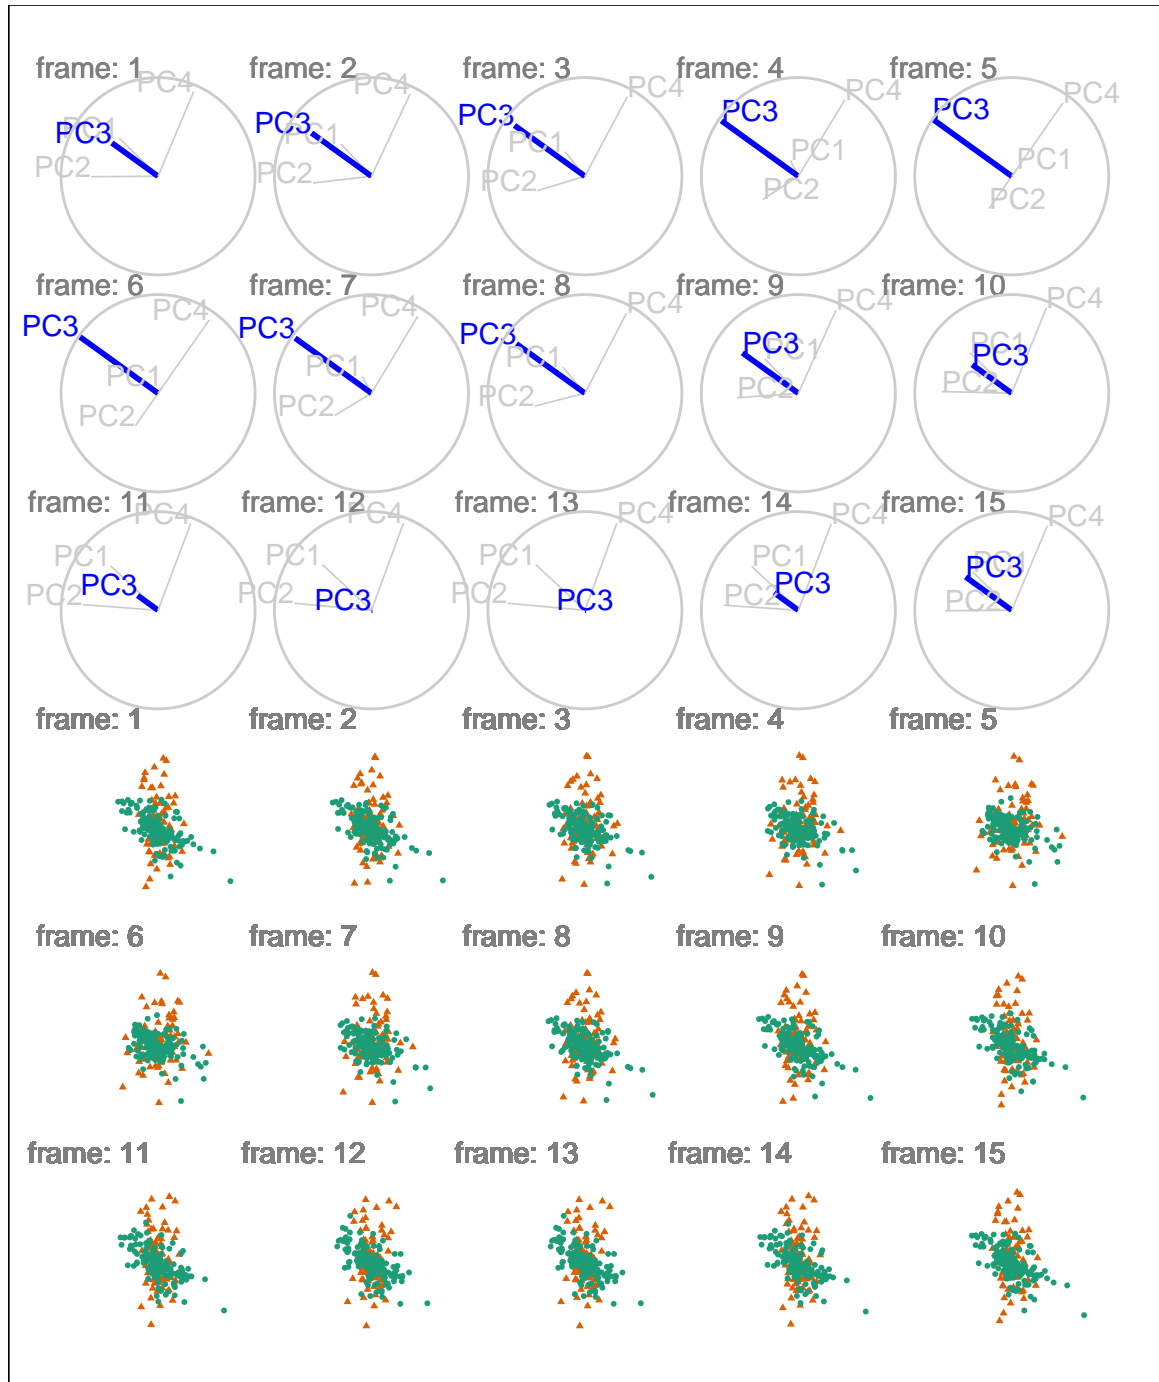 frame: 1 frame: 2 frame: 3 frame: 4 frame: 5
PC4 PC4 PC4 PC4 PC4
PC3 PC1 PC3 PC1 PC3 PC3 PC3
PC2 PC2 PC1 PC2 PC1 PC2 PC1 PC2
frame: 6 frame: 7 frame: 8 frame: 9 frame: 10
PC4 PC4 PC4 PC4 PC4
PC3 PC3 PC3 PC3 PC1 PC3 PC1
PC1 PC2 PC1 PC2 PC1 PC2 PC2 PC2
frame: 11 frame: 12 frame: 13 frame: 14 frame: 15
PC4 PC4 PC4 PC4 PC4
PC1 PC1 PC1 PC1 PC3 PC1
PC2 PC3 PC2 PC3 PC2 PC3 PC2 PC3 PC2
frame: 1 frame: 2 frame: 3 frame: 4 frame: 5
frame: 6 frame: 7 frame: 8 frame: 9 frame: 10
frame: 11 frame: 12 frame: 13 frame: 14 frame: 15